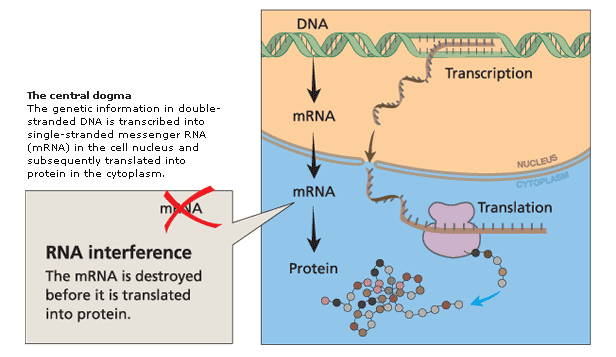 The central dogma
The genetic information in double-
stranded DNA is transcribed into
single-stranded messenger RNA
(mRNA) in the cell nucleus and
subsequently translated into
protein in the cytoplasm.
mRNA
RNA interference
The mRNA is destroyed
before it is translated
into protein.
DNA
Transcription
mRNA
NUCLEUS
CYTOPLASM
mRNA
Translation
Protein